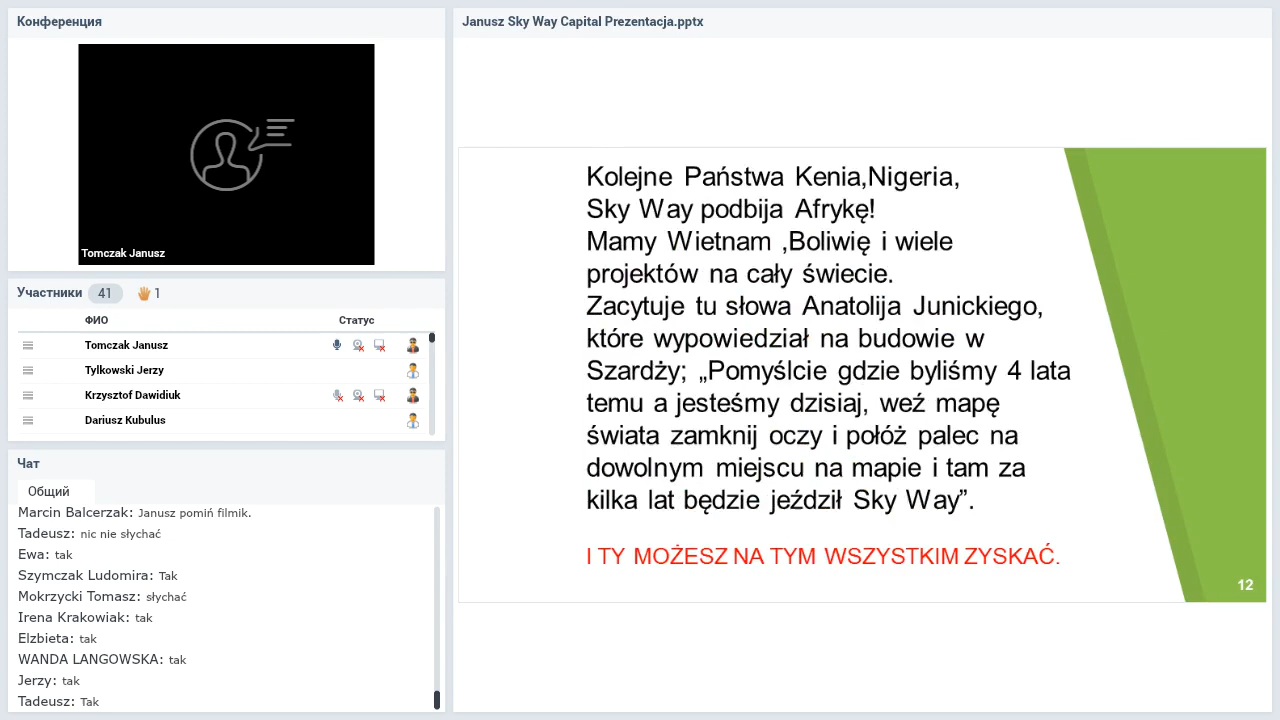 Конференция
Tomczak Janusz
Участники 41 1
ФИО Статус
Tomczak Janusz
Tylkowski Jerzy
Krzysztof Dawidiuk
Dariusz Kubulus
Чат
Общий
Marcin Balcerzak: Janusz pomiń filmik.
Tadeusz: nic nie słychać
Ewa: tak
Szymczak Ludomira: Tak
Mokrzycki Tomasz: słychać
Irena Krakowiak: tak
Elzbieta: tak
WANDA LANGOWSKA: tak
Jerzy: tak
Tadeusz: Tak
Janusz Sky Way Capital Prezentacja.pptx
Kolejne Państwa Kenia,Nigeria,
Sky Way podbija Afrykę!
Mamy Wietnam ,Boliwię i wiele
projektów na cały świecie.
Zacytuje tu słowa Anatolija Junickiego,
które wypowiedział na budowie w
Szardży; „Pomyślcie gdzie byliśmy 4 lata
temu a jesteśmy dzisiaj, weź mapę
świata zamknij oczy i połóż palec na
dowolnym miejscu na mapie i tam za
kilka lat będzie jeździł Sky Way”.
I TY MOŻESZ NA TYM WSZYSTKIM ZYSKAĆ.
12